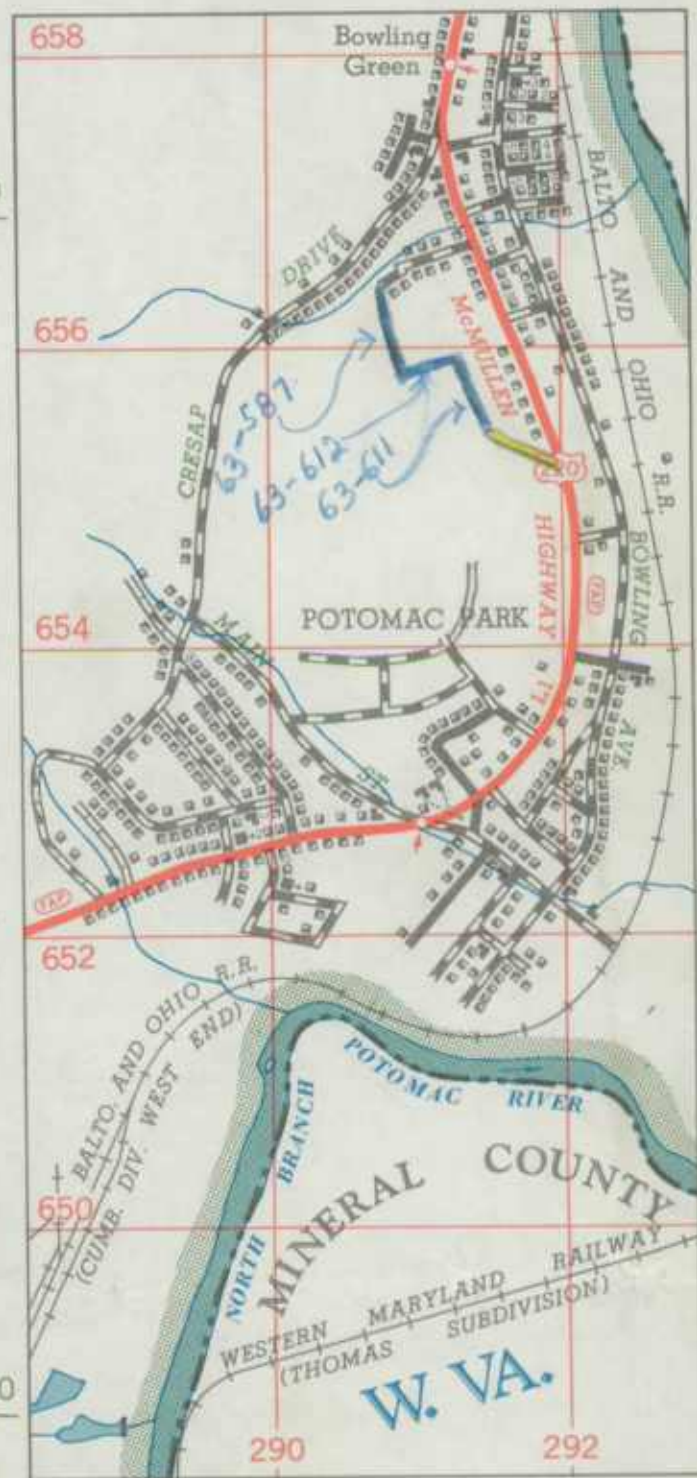 658
Bowling
Green
BALTO AND OHIO R.R.
DRIVE
656
McMULLEN
63-587
63-612
63-611
CRESAP
220
HIGHWAY
FAP
BOWLING
654
POTOMAC PARK
MAIN
AVE
ST.
FAP
652
BALTO. AND OHIO R.R.
(CUMB. DIV. WEST END)
POTOMAC RIVER
NORTH BRANCH
MINERAL COUNTY
650
WESTERN MARYLAND RAILWAY
(THOMAS SUBDIVISION)
W. VA.
290
292